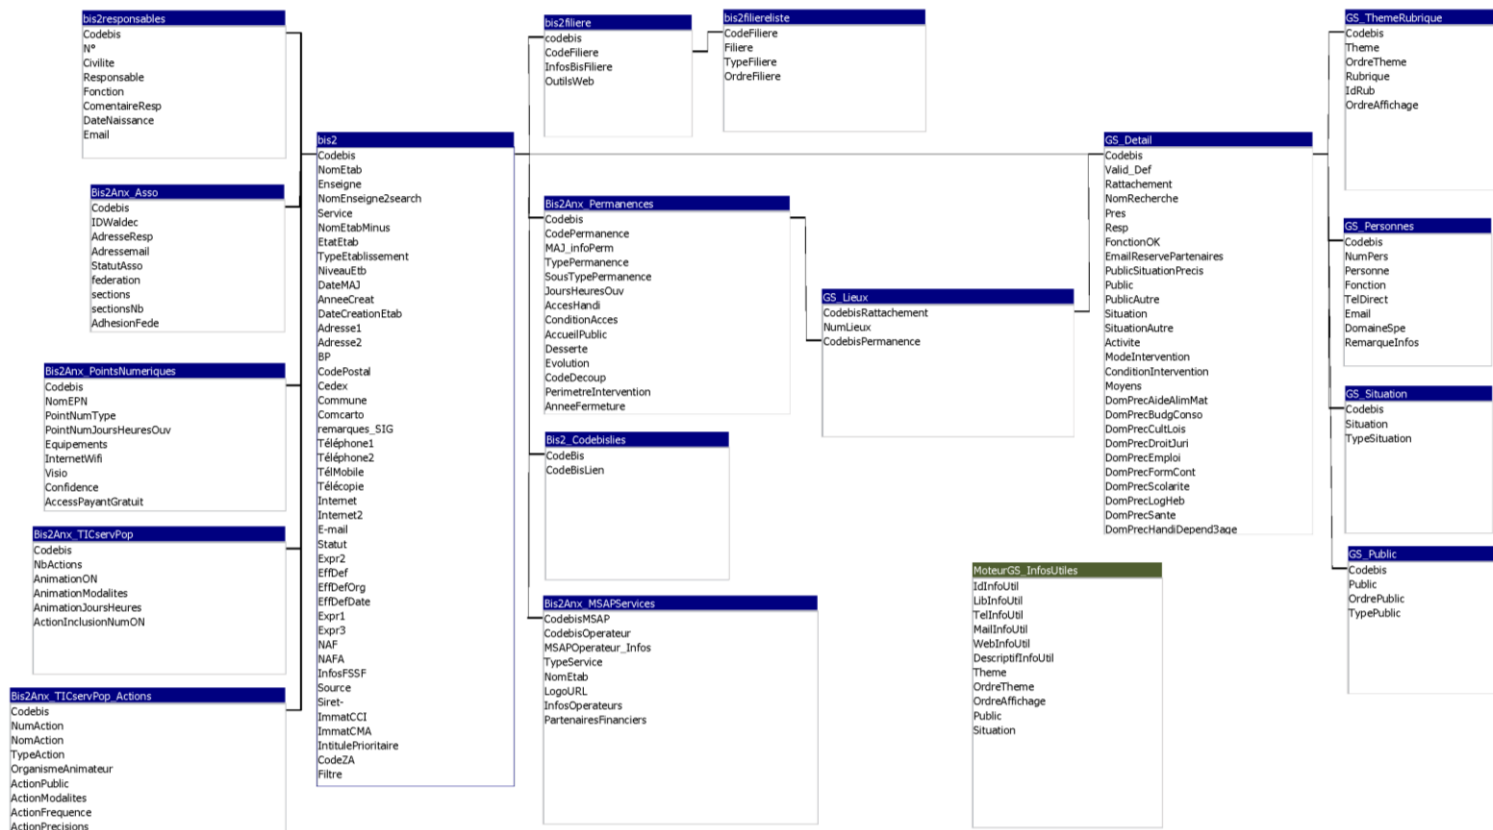 bis2responsables
Codebis
N°
Civilite
Responsable
Fonction
ComentaireResp
DateNaissance
Email
Bis2Anx_Asso
Codebis
IDWaldec
AdresseResp
Adressemail
StatutAsso
federation
sections
sectionsNb
AdhesionFede
Bis2Anx_PointsNumeriques
Codebis
NomEPN
PointNumType
PointNumJoursHeuresOuv
Equipements
InternetWifi
Visio
Confidence
AccessPayantGratuit
Bis2Anx_TICservPop
Codebis
NbActions
AnimationON
AnimationModalites
AnimationJoursHeures
ActionInclusionNumON
Bis2Anx_TICservPop_Actions
Codebis
NumAction
NomAction
TypeAction
OrganismeAnimateur
ActionPublic
ActionModalites
ActionFrequence
ActionPrecisions
bis2
Codebis
NomEtab
Enseigne
NomEnseigne2search
Service
NomEtabMinus
EtatEtab
TypeEtablissement
NiveauEtb
DateMAJ
AnneeCreat
DateCreationEtab
Adresse1
Adresse2
BP
CodePostal
Cedex
Commune
Comcarto
remarques_SIG
Téléphone1
Téléphone2
TélMobile
Télécopie
Internet
Internet2
E-mail
Statut
Expr2
EffDef
EffDefOrg
EffDefDate
Expr1
Expr3
NAF
NAFA
InfosFSSF
Source
Siret-
ImmatCCI
ImmatCMA
IntitulePrioritaire
CodeZA
Filtre
bis2filiere
codebis
CodeFiliere
InfosBisFiliere
OutilsWeb
bis2filiereliste
CodeFiliere
Filiere
TypeFiliere
OrdreFiliere
Bis2Anx_Permanences
Codebis
CodePermanence
MAJ_infoPerm
TypePermanence
SousTypePermanence
JoursHeuresOuv
AccesHandi
ConditionAcces
AccueilPublic
Desserte
Evolution
CodeDecoup
PerimetreIntervention
AnneeFermeture
Bis2_Codebislies
CodeBis
CodeBisLien
Bis2Anx_MSAPServices
CodebisMSAP
CodebisOperateur
MSAPOperateur_Infos
TypeService
NomEtab
LogoURL
InfosOperateurs
PartenairesFinanciers
GS_Lieux
CodebisRattachement
NumLieux
CodebisPermanence
GS_Detail
Codebis
Valid_Def
Rattachement
NomRecherche
Pres
Resp
FonctionOK
EmailReservePartenaires
PublicSituationPrecis
Public
PublicAutre
Situation
SituationAutre
Activite
ModeIntervention
ConditionIntervention
Moyens
DomPrecAideAlimMat
DomPrecBudgConso
DomPrecCultLois
DomPrecDroitJuri
DomPrecEmploi
DomPrecFormCont
DomPrecScolarite
DomPrecLogHeb
DomPrecSante
DomPrecHandiDepend3age
MoteurGS_InfosUtiles
IdInfoUtil
LibInfoUtil
TelInfoUtil
MailInfoUtil
WebInfoUtil
DescriptifInfoUtil
Theme
OrdreTheme
OrdreAffichage
Public
Situation
GS_ThemeRubrique
Codebis
Theme
OrdreTheme
Rubrique
IdRub
OrdreAffichage
GS_Personnes
Codebis
NumPers
Personne
Fonction
TelDirect
Email
DomaineSpe
RemarqueInfos
GS_Situation
Codebis
Situation
TypeSituation
GS_Public
Codebis
Public
OrdrePublic
TypePublic